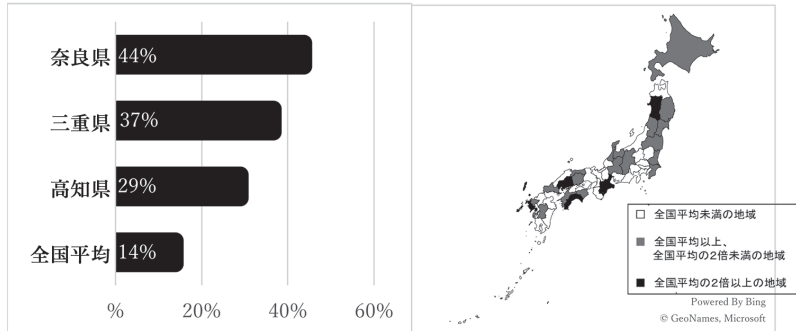 奈良県
44%
三重県
37%
高知県
29%
全国平均
14%
%
20%
40%
60%
全国平均未満の地域
全国平均以上、
全国平均の2倍未満の地域
全国平均の2倍以上の地域
Powered By Bing
© GeoNames, Microsoft